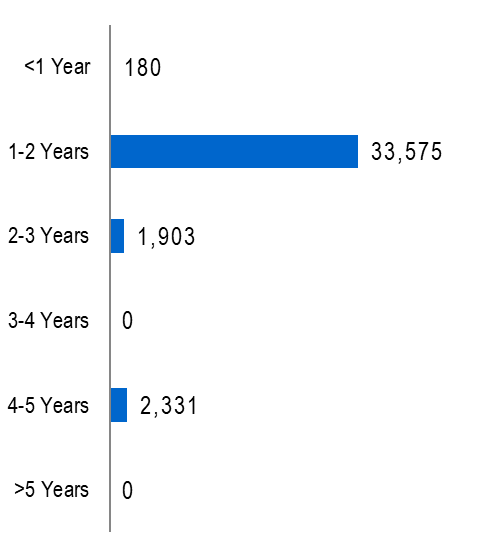 <1 Year 180
1-2 Years 33,575
2-3 Years 1,903
3-4 Years 0
4-5 Years 2,331
>5 Years 0